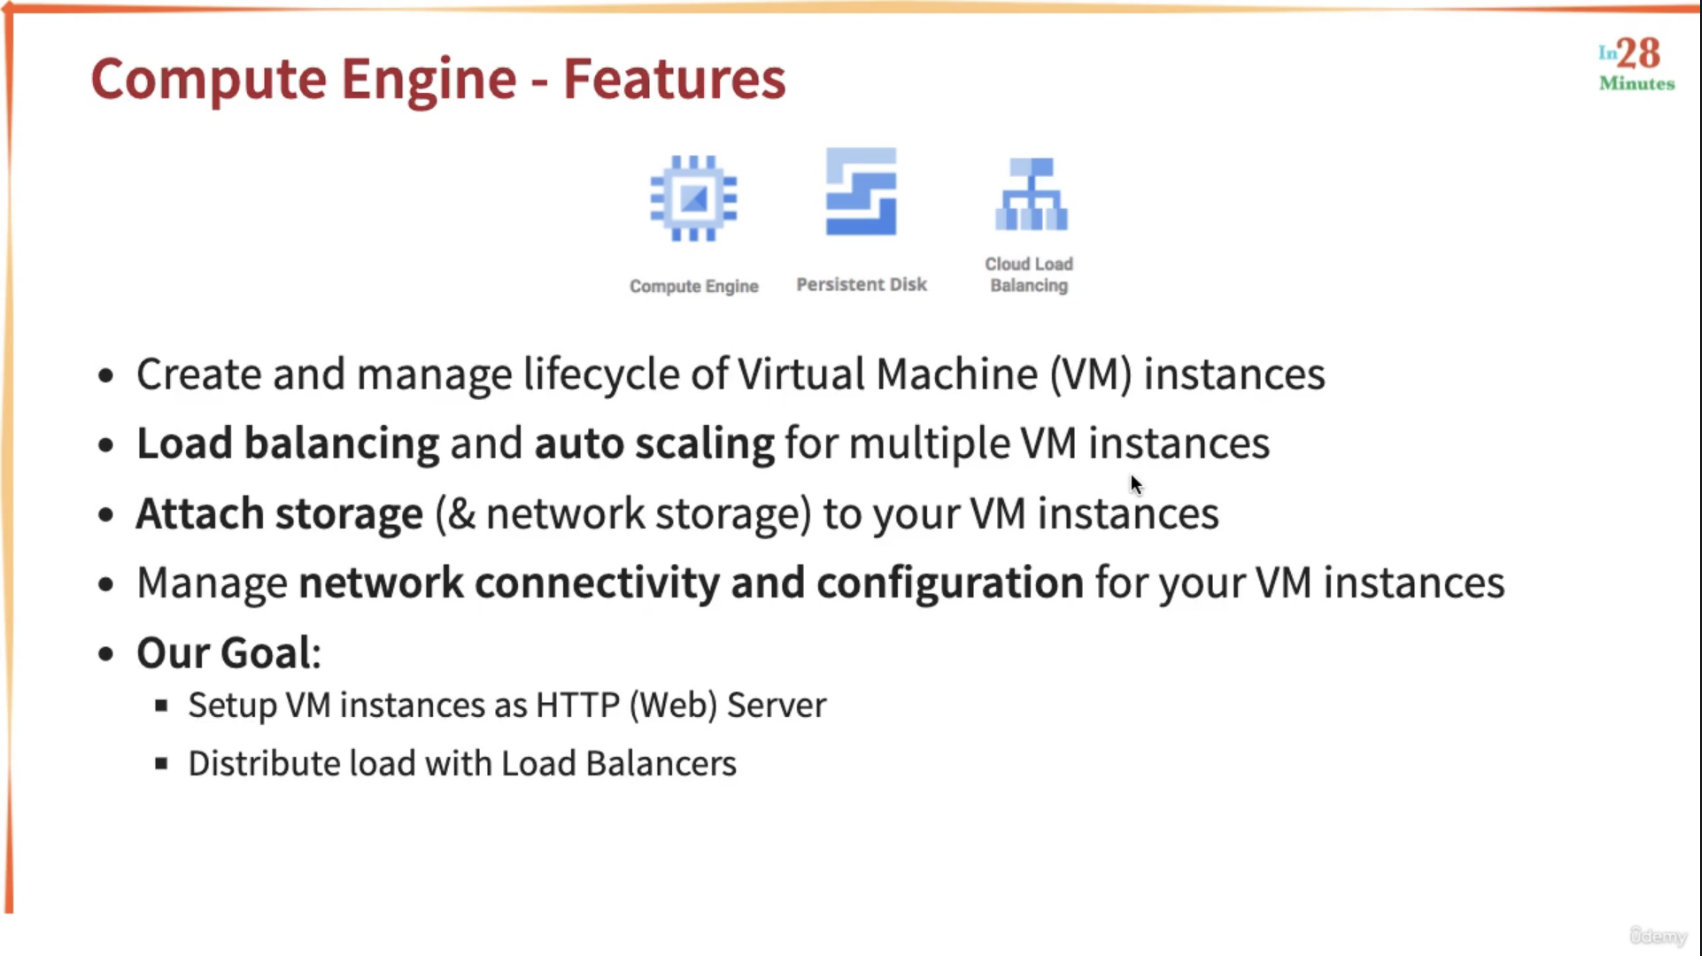 Compute Engine - Features
In28
Minutes
Compute Engine
Persistent Disk
Cloud Load
Balancing
• Create and manage lifecycle of Virtual Machine (VM) instances
• Load balancing and auto scaling for multiple VM instances
• Attach storage (& network storage) to your VM instances
• Manage network connectivity and configuration for your VM instances
• Our Goal:
▪ Setup VM instances as HTTP (Web) Server
▪ Distribute load with Load Balancers
ûdemy